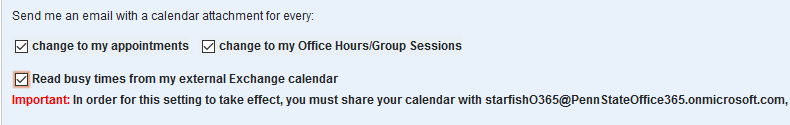 Send me an email with a calendar attachment for every:
change to my appointments change to my Office Hours/Group Sessions
Read busy times from my external Exchange calendar
Important: In order for this setting to take effect, you must share your calendar with starfishO365@PennStateOffice365.onmicrosoft.com,